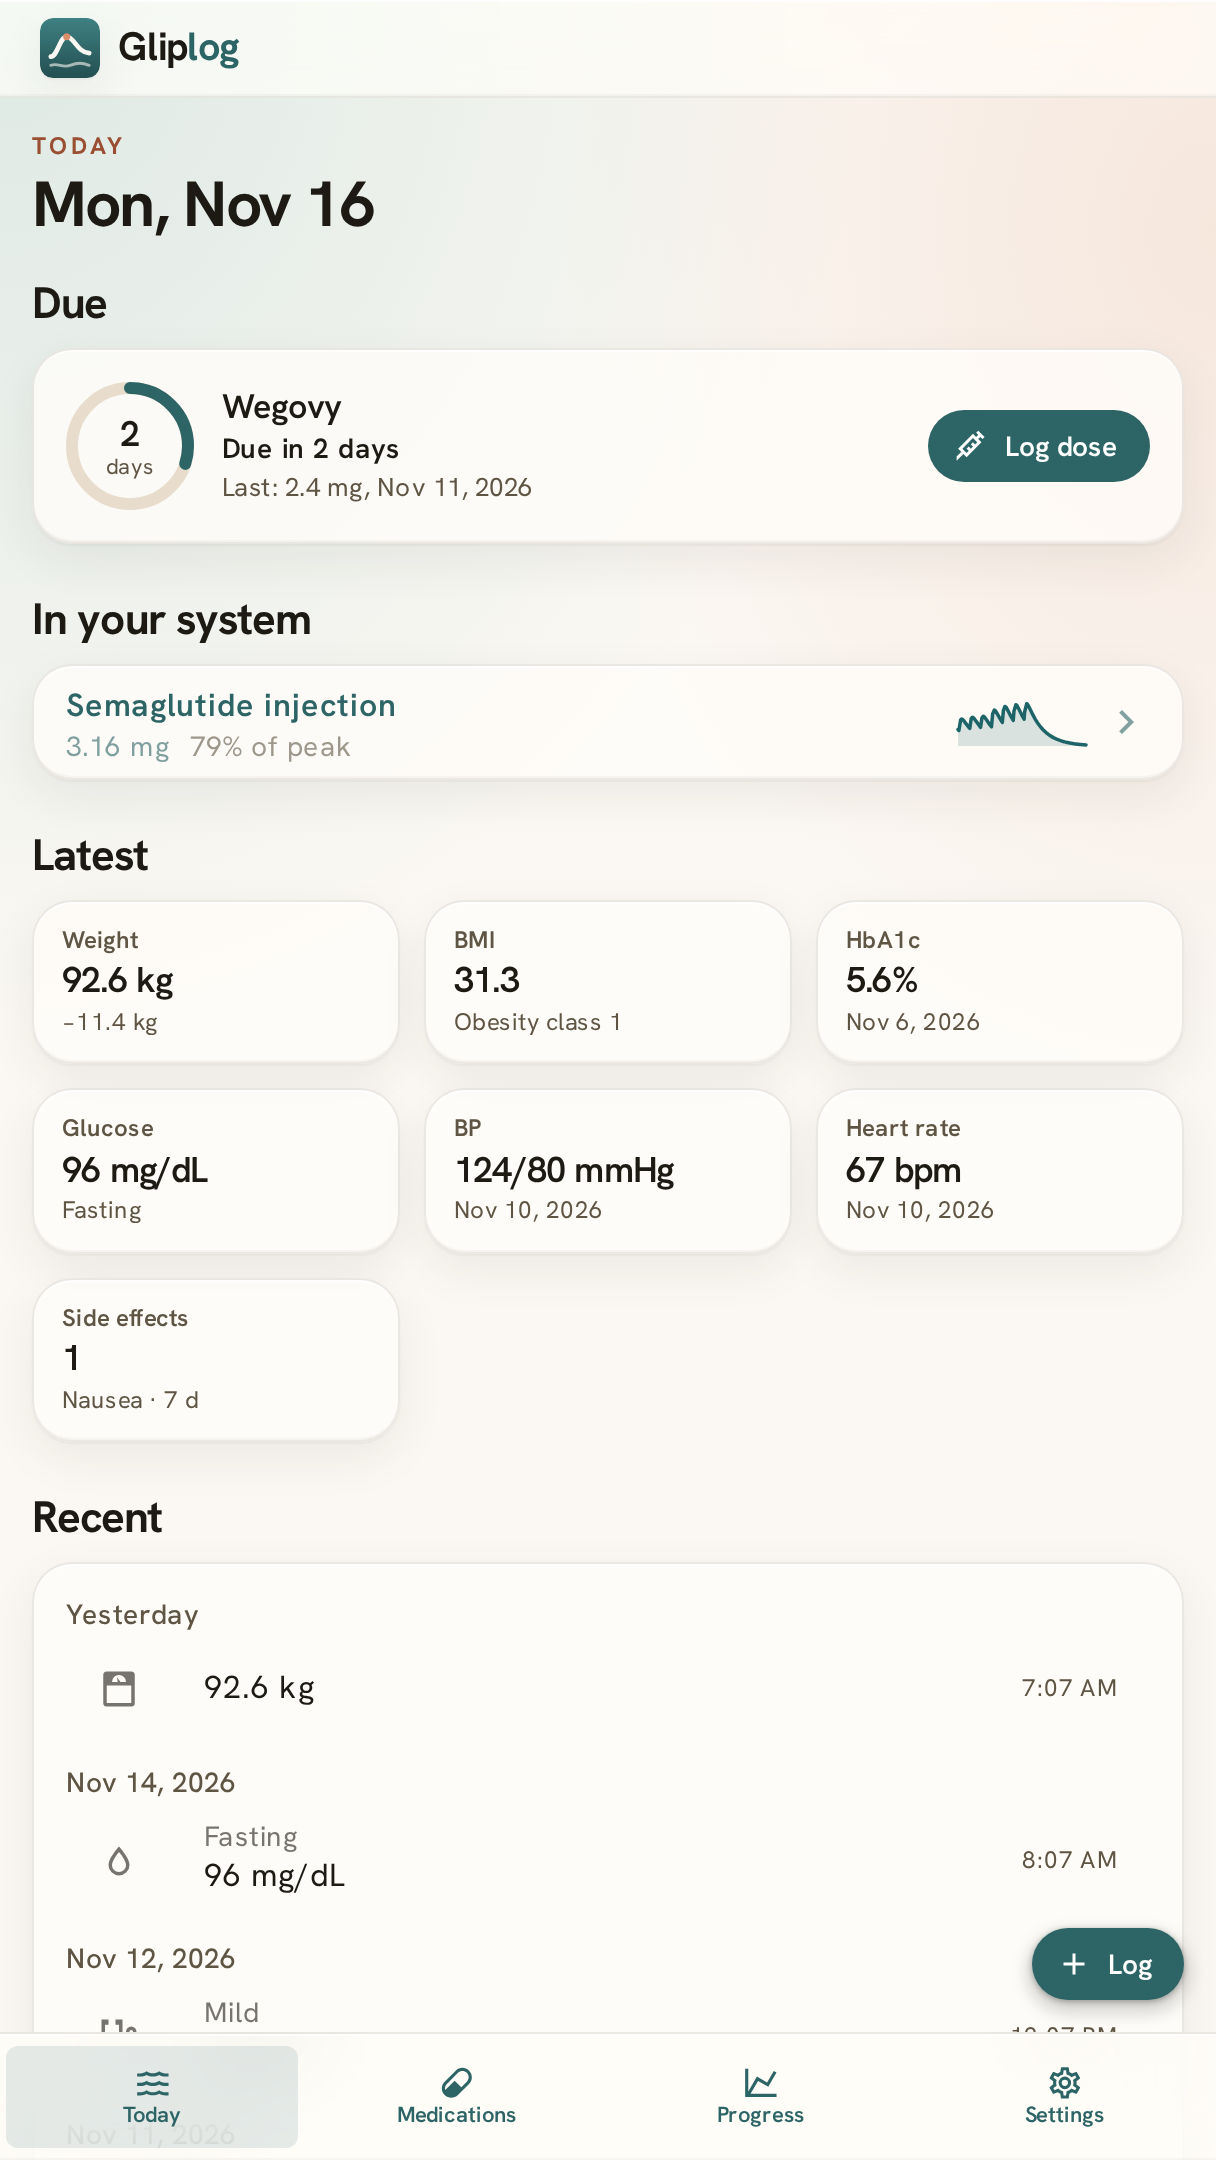 Gliplog
TODAY
Mon, Nov 16
Due
2
days
Wegovy
Due in 2 days
Last: 2.4 mg, Nov 11, 2026
Log dose
In your system
Semaglutide injection
3.16 mg 79% of peak
Latest
Weight
92.6 kg
−11.4 kg
BMI
31.3
Obesity class 1
HbA1c
5.6%
Nov 6, 2026
Glucose
96 mg/dL
Fasting
BP
124/80 mmHg
Nov 10, 2026
Heart rate
67 bpm
Nov 10, 2026
Side effects
1
Nausea · 7 d
Recent
Yesterday
92.6 kg
7:07 AM
Nov 14, 2026
Fasting
96 mg/dL
8:07 AM
Nov 12, 2026
Log
Mild
Nov 11, 2026
Today
Medications
Progress
Settings